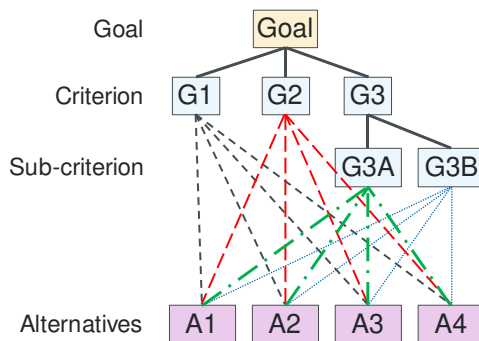 Goal Goal
Criterion G1 G2 G3
Sub-criterion G3A G3B
Alternatives A1 A2 A3 A4